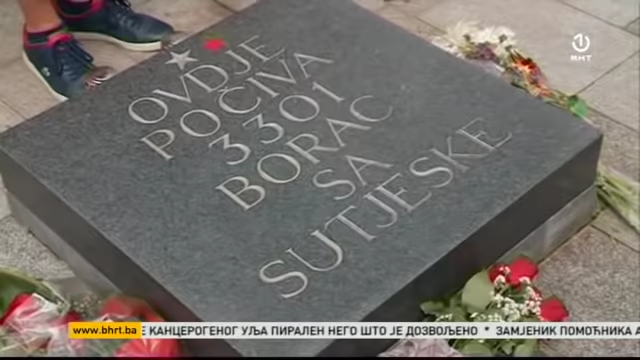 1
BHT
OVDJE
POČIVA
3301
BORAC
SA
SUTJESKE
www.bhrt.ba
Е КАНЦЕРОГЕНОГ УЉА ПИРАЛЕН НЕГО ШТО ЈЕ ДОЗВОЉЕНО * ЗАМЈЕНИК ПОМОЋНИКА А